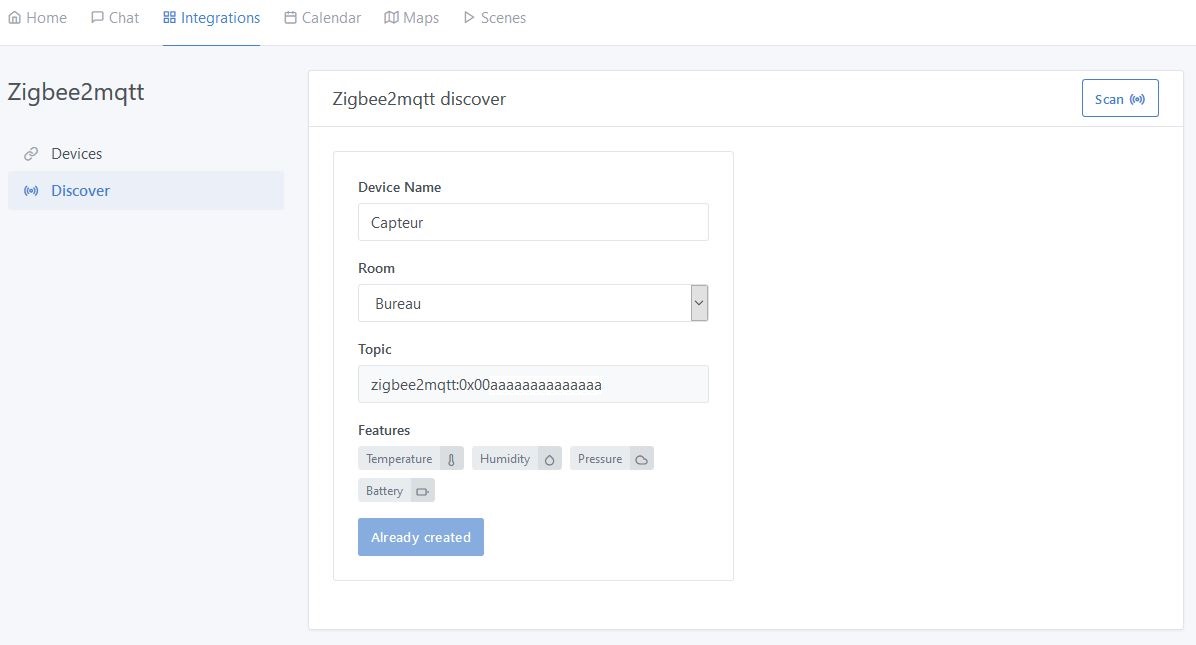 Home Chat Integrations Calendar Maps Scenes
Zigbee2mqtt
Devices
Discover
Zigbee2mqtt discover
Scan
Device Name
Capteur
Room
Bureau
Topic
zigbee2mqtt:0x00aaaaaaaaaaaaaa
Features
Temperature Humidity Pressure
Battery
Already created